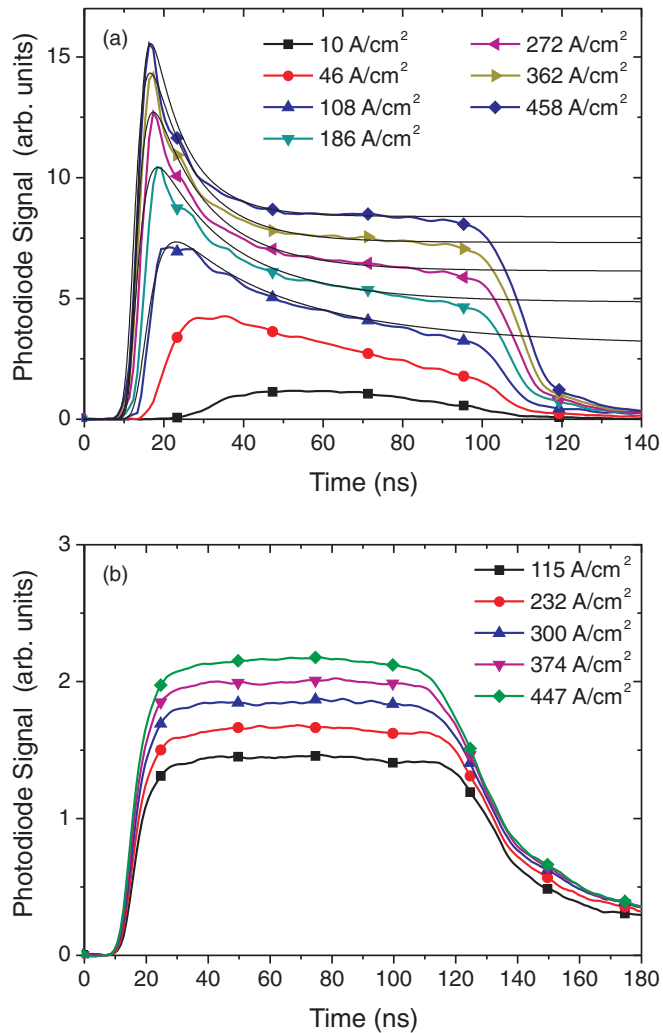 (a)
10 A/cm²
46 A/cm²
108 A/cm²
186 A/cm²
272 A/cm²
362 A/cm²
458 A/cm²
Photodiode Signal (arb. units)
15
10
5
0
0 20 40 60 80 100 120 140
Time (ns)
(b)
115 A/cm²
232 A/cm²
300 A/cm²
374 A/cm²
447 A/cm²
Photodiode Signal (arb. units)
3
2
1
0
0 20 40 60 80 100 120 140 160 180
Time (ns)